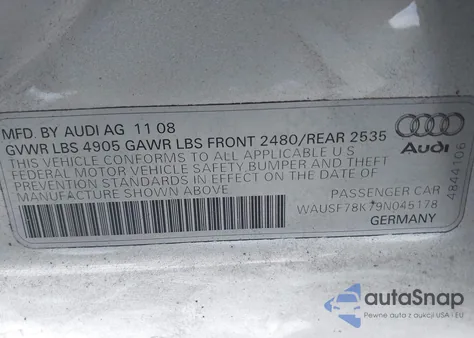 MFD. BY AUDI AG 11 08
GVWR LBS 4905 GAWR LBS FRONT 2480/REAR 2535
THIS VEHICLE CONFORMS TO ALL APPLICABLE U S
FEDERAL MOTOR VEHICLE SAFETY BUMPER AND THEFT
PREVENTION STANDARDS IN EFFECT ON THE DATE OF
MANUFACTURE SHOWN ABOVE
PASSENGER CAR
WAUSF78K79N045178
GERMANY
Audi
4844106
autoSnap
Pewne auta z aukcji USA i EU